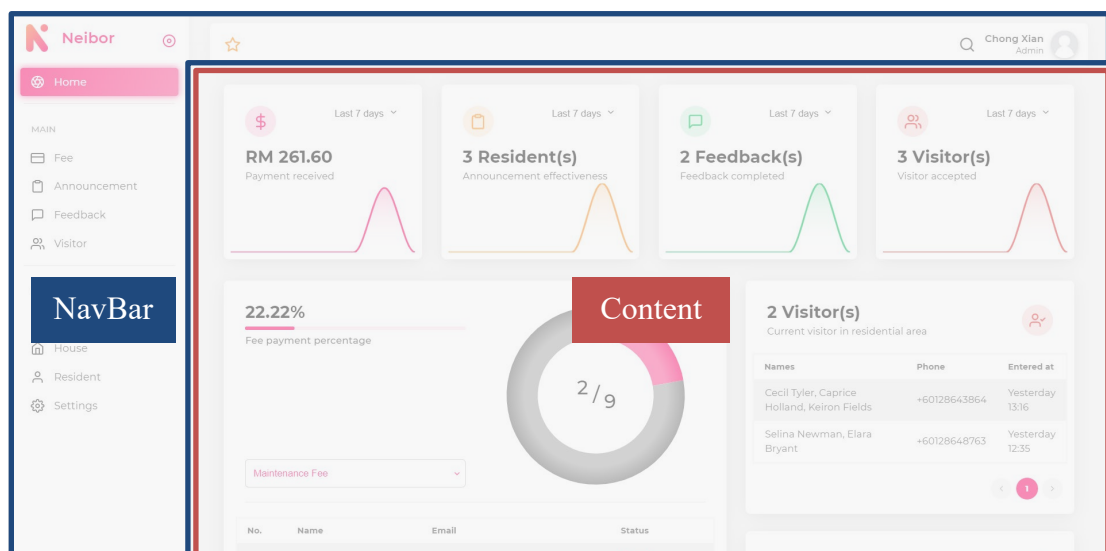 Neibor
Chong Xian
Admin
Home
MAIN
Fee
Announcement
Feedback
Visitor
NavBar
House
Resident
Settings
Last 7 days
RM 261.60
Payment received
Last 7 days
3 Resident(s)
Announcement effectiveness
Last 7 days
2 Feedback(s)
Feedback completed
Last 7 days
3 Visitor(s)
Visitor accepted
22.22%
Fee payment percentage
Content
2/9
Maintenance Fee
No. Name Email Status
2 Visitor(s)
Current visitor in residential area
Names Phone Entered at
Cecil Tyler, Caprice Yesterday
Holland, Keiron Fields +60128643864 13:16
Selina Newman, Elara Yesterday
Bryant +60128648763 12:35
1